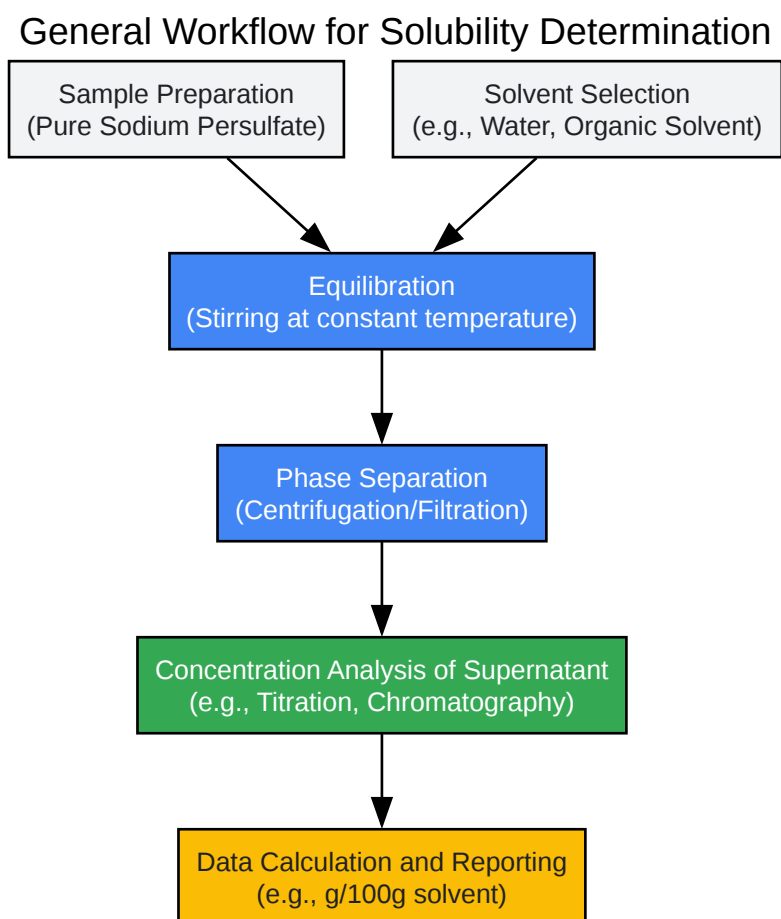 General Workflow for Solubility Determination
Sample Preparation
(Pure Sodium Persulfate)
Solvent Selection
(e.g., Water, Organic Solvent)
Equilibration
(Stirring at constant temperature)
Phase Separation
(Centrifugation/Filtration)
Concentration Analysis of Supernatant
(e.g., Titration, Chromatography)
Data Calculation and Reporting
(e.g., g/100g solvent)